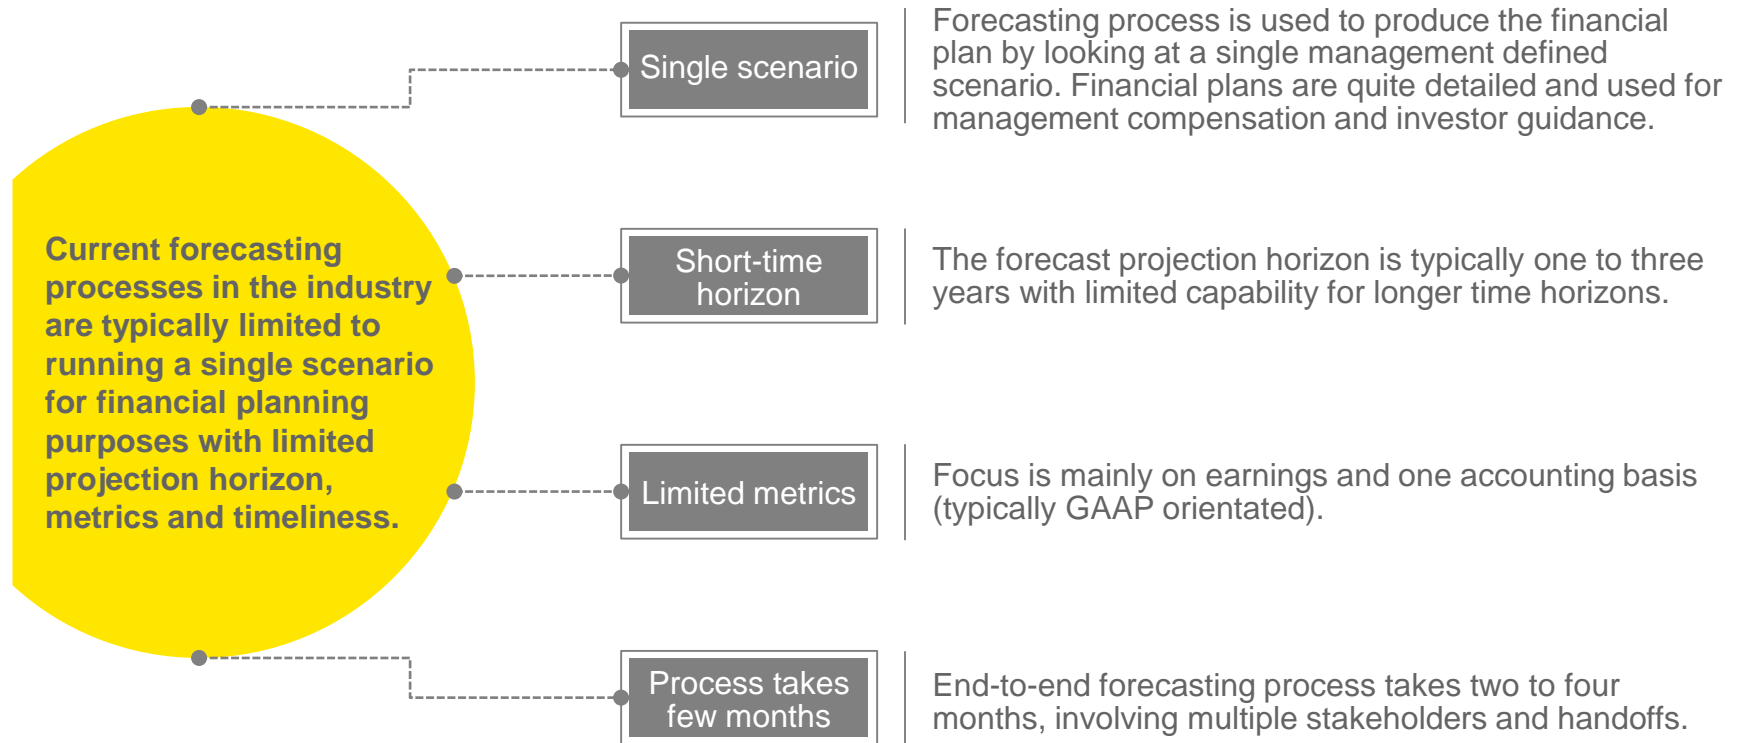 Current forecasting
processes in the industry
are typically limited to
running a single scenario
for financial planning
purposes with limited
projection horizon,
metrics and timeliness.
Single scenario
Forecasting process is used to produce the financial
plan by looking at a single management defined
scenario. Financial plans are quite detailed and used for
management compensation and investor guidance.
Short-time
horizon
The forecast projection horizon is typically one to three
years with limited capability for longer time horizons.
Limited metrics
Focus is mainly on earnings and one accounting basis
(typically GAAP orientated).
Process takes
few months
End-to-end forecasting process takes two to four
months, involving multiple stakeholders and handoffs.